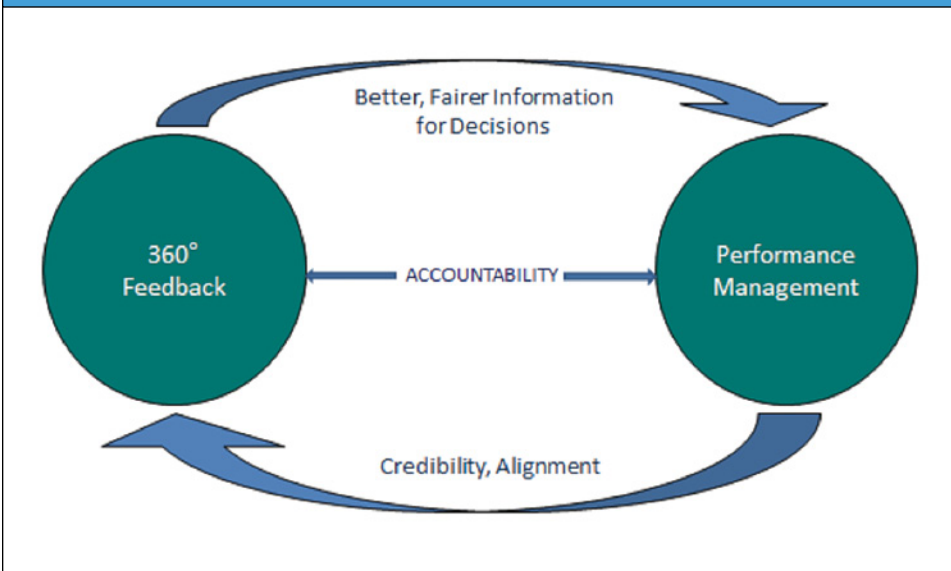 Better, Fairer Information
for Decisions
360°
Feedback
ACCOUNTABILITY
Performance
Management
Credibility, Alignment